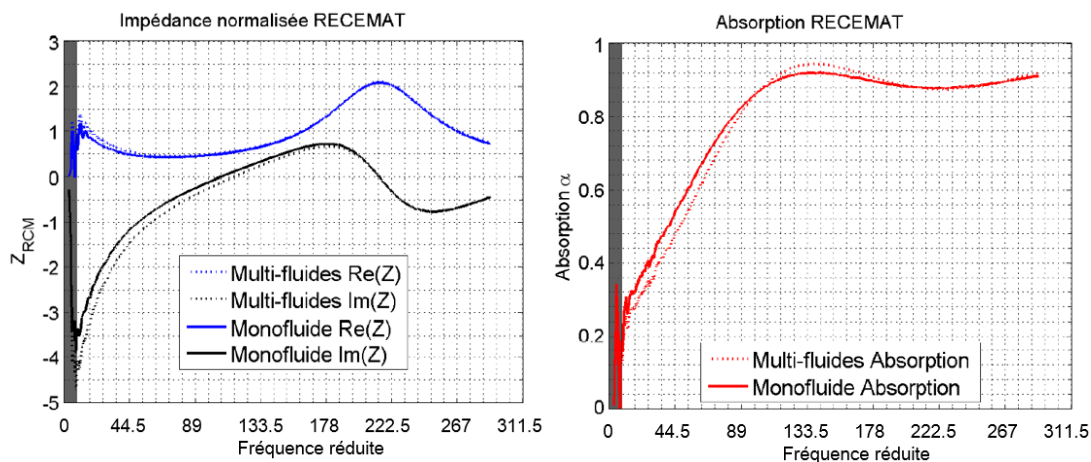 Impédance normalisée RECEMAT
3
2
1
0
-1
-2
-3
-4
-5
Z_RCM
Multi-fluides Re(Z)
Multi-fluides Im(Z)
Monofluide Re(Z)
Monofluide Im(Z)
0 44.5 89 133.5 178 222.5 267 311.5
Fréquence réduite
Absorption RECEMAT
1
0.8
0.6
0.4
0.2
0
Absorption α
Multi-fluides Absorption
Monofluide Absorption
0 44.5 89 133.5 178 222.5 267 311.5
Fréquence réduite